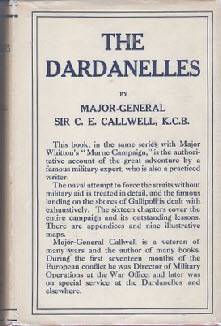 THE
DARDANELLES
BY
MAJOR-GENERAL
SIR C. E. CALLWELL, K.C.B.
This book, in the same series with Major
Whitton's "Marne Campaign," is the authori-
tative account of the great adventure by a
famous military expert, who is also a practiced
writer.
The naval attempt to force the straits without
military aid is treated in detail, and the famous
landing on the shores of Gallipoli is dealt with
exhaustively. The sixteen chapters cover the
entire campaign and its outstanding lessons.
There are appendices and nine illustrative
maps.
Major-General Callwell is a veteran of
many wars and the author of many books.
During the first seventeen months of the
European conflict he was Director of Military
Operations at the War Office and later was
on special service at the Dardanelles and
elsewhere.